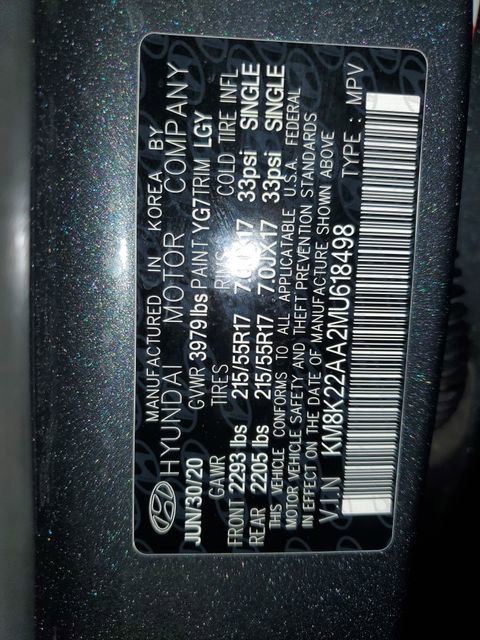 MANUFACTURED IN KOREA BY
HYUNDAI MOTOR COMPANY
JUN/30/20 GVWR 3979 lbs PAINT YG7 TRIM LGY
GAWR TIRES RINS COLD TIRE INFL
FRONT 2293 lbs 215/55R17 7.0JX17 33psi SINGLE
REAR 2205 lbs 215/55R17 7.0JX17 33psi SINGLE
THIS VEHICLE CONFORMS TO ALL APPLICABLE U.S.A. FEDERAL
MOTOR VEHICLE SAFETY AND THEFT PREVENTION STANDARDS
IN EFFECT ON THE DATE OF MANUFACTURE SHOWN ABOVE
V.I.N KM8K22AA2MU618498 TYPE : MPV